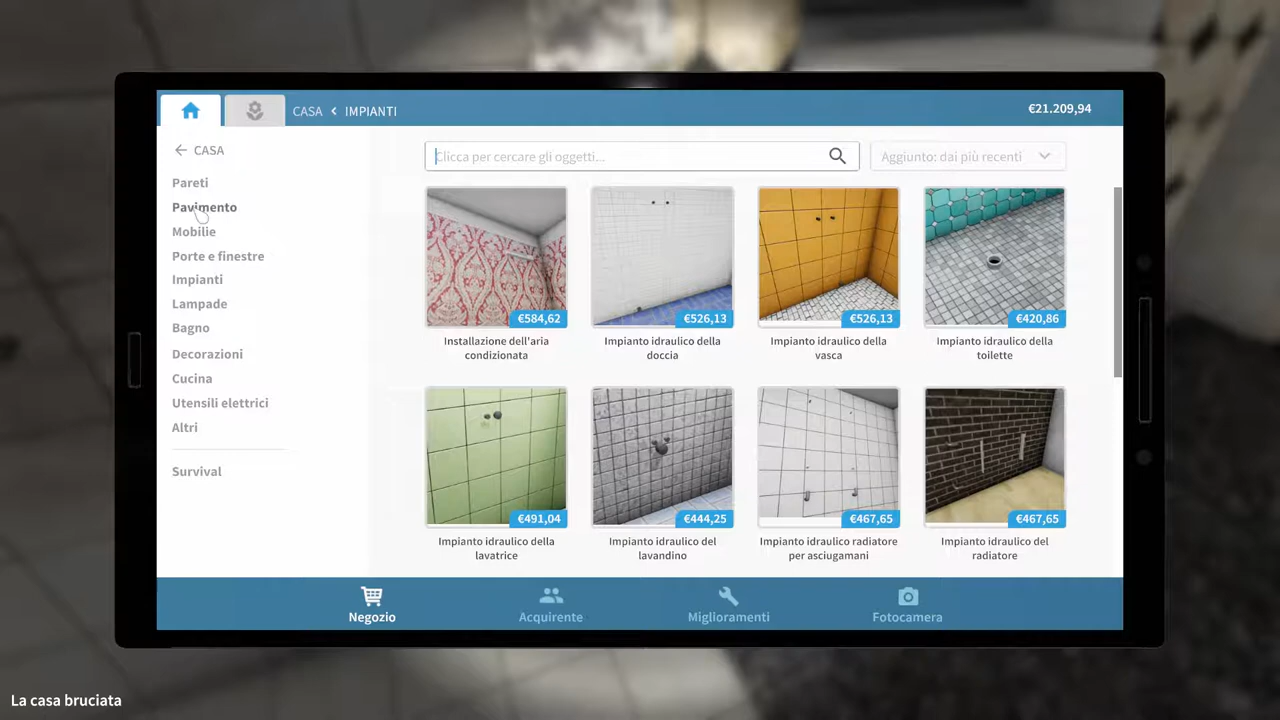 CASA < IMPIANTI
€21.209,94
CASA
Clicca per cercare gli oggetti...
Aggiunto: dai più recenti
Pareti
Pavimento
Mobilie
Porte e finestre
Impianti
Lampade
Bagno
Decorazioni
Cucina
Utensili elettrici
Altri
Survival
€584,62
€526,13
€526,13
€420,86
Installazione dell'aria
condizionata
Impianto idraulico della
doccia
Impianto idraulico della
vasca
Impianto idraulico della
toilette
€491,04
€444,25
€467,65
€467,65
Impianto idraulico della
lavatrice
Impianto idraulico del
lavandino
Impianto idraulico radiatore
per asciugamani
Impianto idraulico del
radiatore
Negozio
Acquirente
Miglioramenti
Fotocamera
La casa bruciata